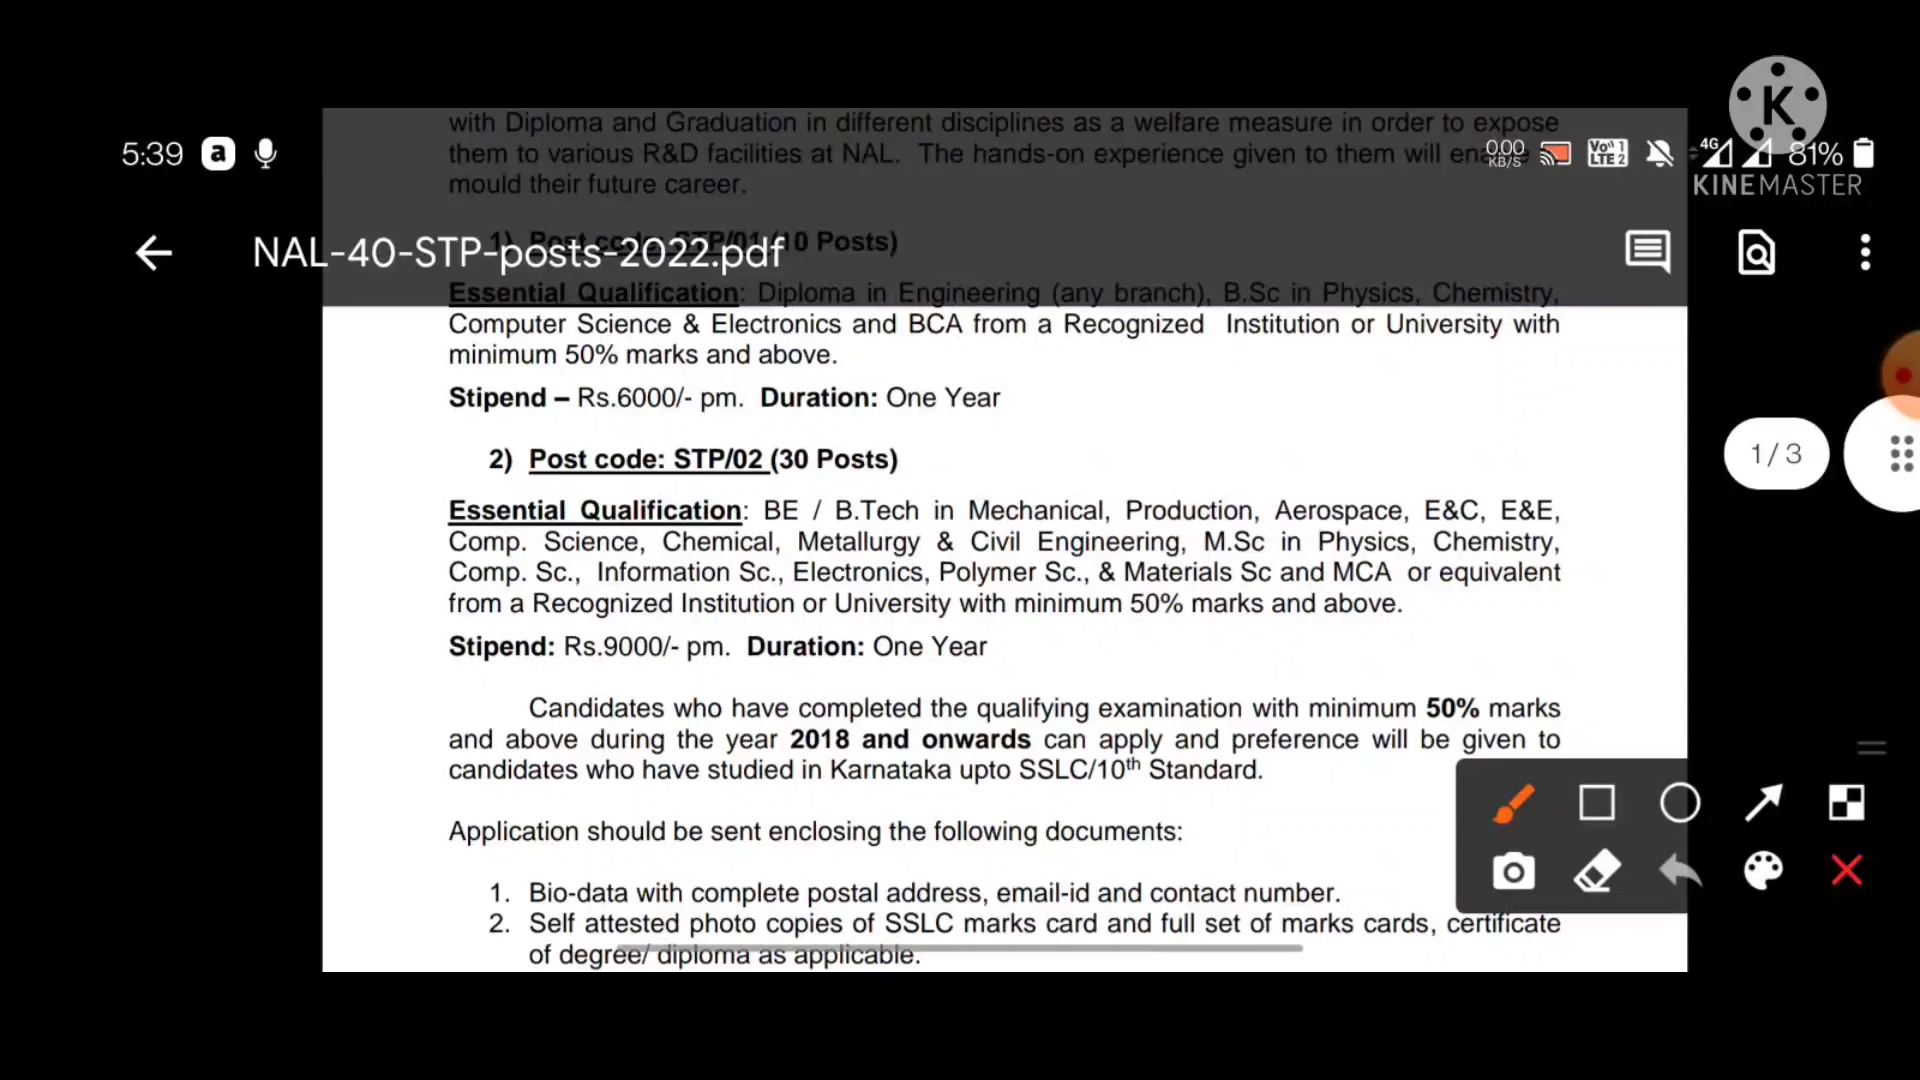 with Diploma and Graduation in different disciplines as a welfare measure in order to expose
K
5:39 a
them to various R&D facilities at NAL. The hands-on experience given to them will
0.00 KB/S
Vo 1 LTE 2
4G
81%
mould their future career.
KINEMASTER
1) Post code: STP/01 (10 Posts)
NAL-40-STP-posts-2022.pdf
Essential Qualification: Diploma in Engineering (any branch), B.Sc in Physics, Chemistry,
Computer Science & Electronics and BCA from a Recognized Institution or University with
minimum 50% marks and above.
Stipend – Rs.6000/- pm. Duration: One Year
2) Post code: STP/02 (30 Posts)
1 / 3
Essential Qualification: BE / B.Tech in Mechanical, Production, Aerospace, E&C, E&E,
Comp. Science, Chemical, Metallurgy & Civil Engineering, M.Sc in Physics, Chemistry,
Comp. Sc., Information Sc., Electronics, Polymer Sc., & Materials Sc and MCA or equivalent
from a Recognized Institution or University with minimum 50% marks and above.
Stipend: Rs.9000/- pm. Duration: One Year
Candidates who have completed the qualifying examination with minimum 50% marks
and above during the year 2018 and onwards can apply and preference will be given to
candidates who have studied in Karnataka upto SSLC/10th Standard.
Application should be sent enclosing the following documents:
1. Bio-data with complete postal address, email-id and contact number.
2. Self attested photo copies of SSLC marks card and full set of marks cards, certificate
of degree/ diploma as applicable.